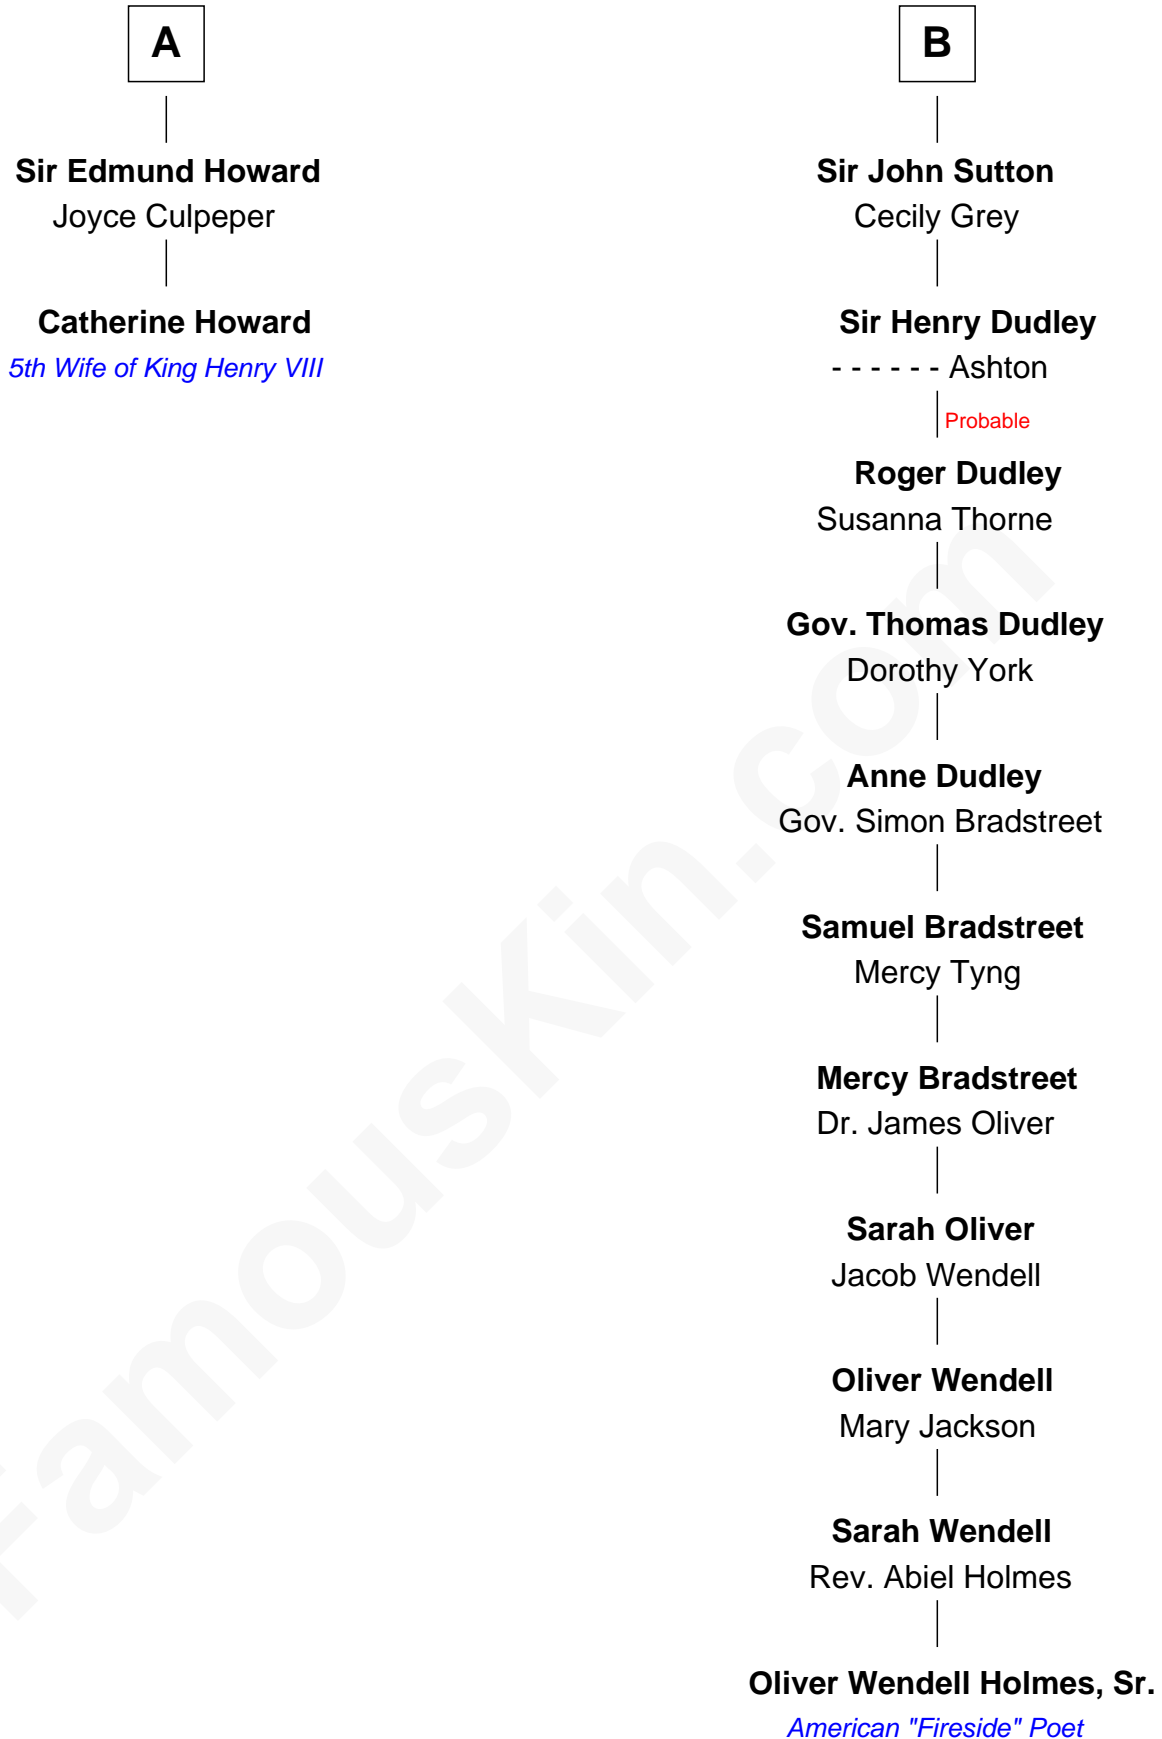 A
Sir Edmund Howard
Joyce Culpeper
Catherine Howard
5th Wife of King Henry VIII
B
Sir John Sutton
Cecily Grey
Sir Henry Dudley
- - - - - - Ashton
Probable
Roger Dudley
Susanna Thorne
Gov. Thomas Dudley
Dorothy York
Anne Dudley
Gov. Simon Bradstreet
Samuel Bradstreet
Mercy Tyng
Mercy Bradstreet
Dr. James Oliver
Sarah Oliver
Jacob Wendell
Oliver Wendell
Mary Jackson
Sarah Wendell
Rev. Abiel Holmes
Oliver Wendell Holmes, Sr.
American "Fireside" Poet
FamousKin.com